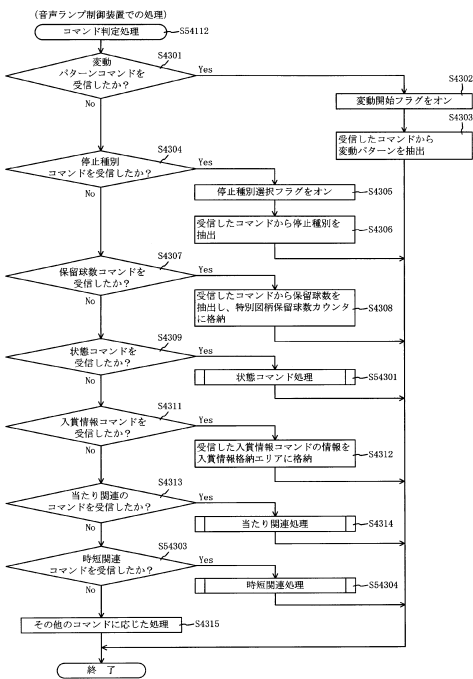 (音声ランプ制御装置での処理)
コマンド判定処理
S54112
S4301
変動
パターンコマンドを
受信したか?
Yes
No
S4302
変動開始フラグをオン
S4303
受信したコマンドから
変動パターンを抽出
S4304
停止種別
コマンドを受信したか?
Yes
No
停止種別選択フラグをオン
S4305
受信したコマンドから停止種別を
抽出
S4306
S4307
保留球数コマンドを
受信したか?
Yes
No
受信したコマンドから保留球数を
抽出し、特別図柄保留球数カウンタ
に格納
S4308
S4309
状態コマンドを
受信したか?
Yes
No
状態コマンド処理
S54301
S4311
入賞情報コマンドを
受信したか?
Yes
No
受信した入賞情報コマンドの情報を
入賞情報格納エリアに格納
S4312
S4313
当たり関連の
コマンドを受信したか?
Yes
No
当たり関連処理
S4314
S54303
時短関連
コマンドを受信したか?
Yes
No
時短関連処理
S54304
その他のコマンドに応じた処理
S4315
終 了